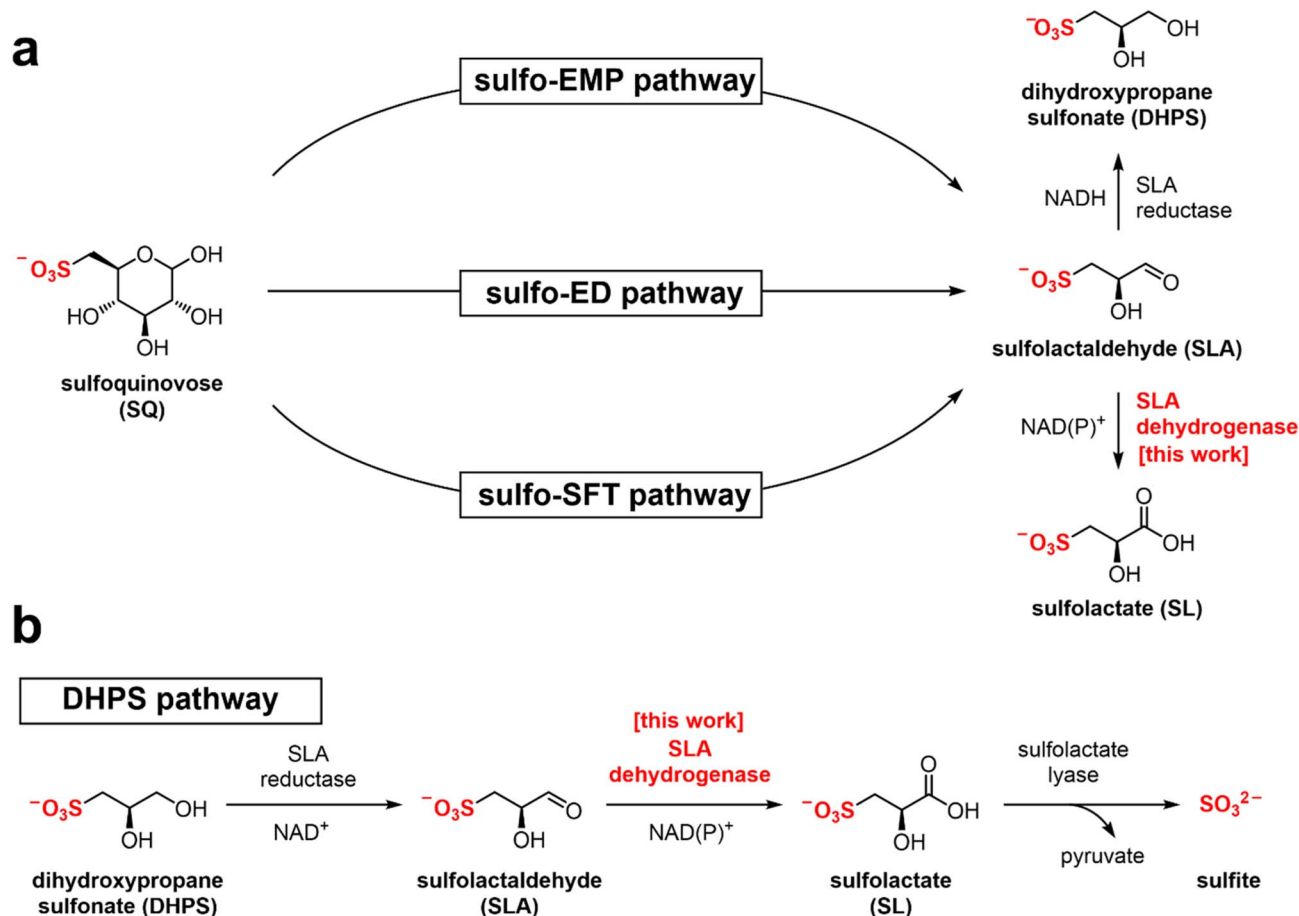 a
sulfo-EMP pathway
sulfo-ED pathway
sulfo-SFT pathway
⁻O₃S
O
OH
HO
OH
OH
sulfoquinovose
(SQ)
⁻O₃S
OH
OH
dihydroxypropane
sulfonate (DHPS)
NADH
SLA
reductase
⁻O₃S
O
OH
sulfolactaldehyde (SLA)
NAD(P)⁺
SLA
dehydrogenase
[this work]
O
⁻O₃S
OH
OH
sulfolactate (SL)
b
DHPS pathway
⁻O₃S
OH
OH
dihydroxypropane
sulfonate (DHPS)
SLA
reductase
NAD⁺
⁻O₃S
O
OH
sulfolactaldehyde
(SLA)
[this work]
SLA
dehydrogenase
NAD(P)⁺
O
⁻O₃S
OH
OH
sulfolactate
(SL)
sulfolactate
lyase
pyruvate
SO₃²⁻
sulfite